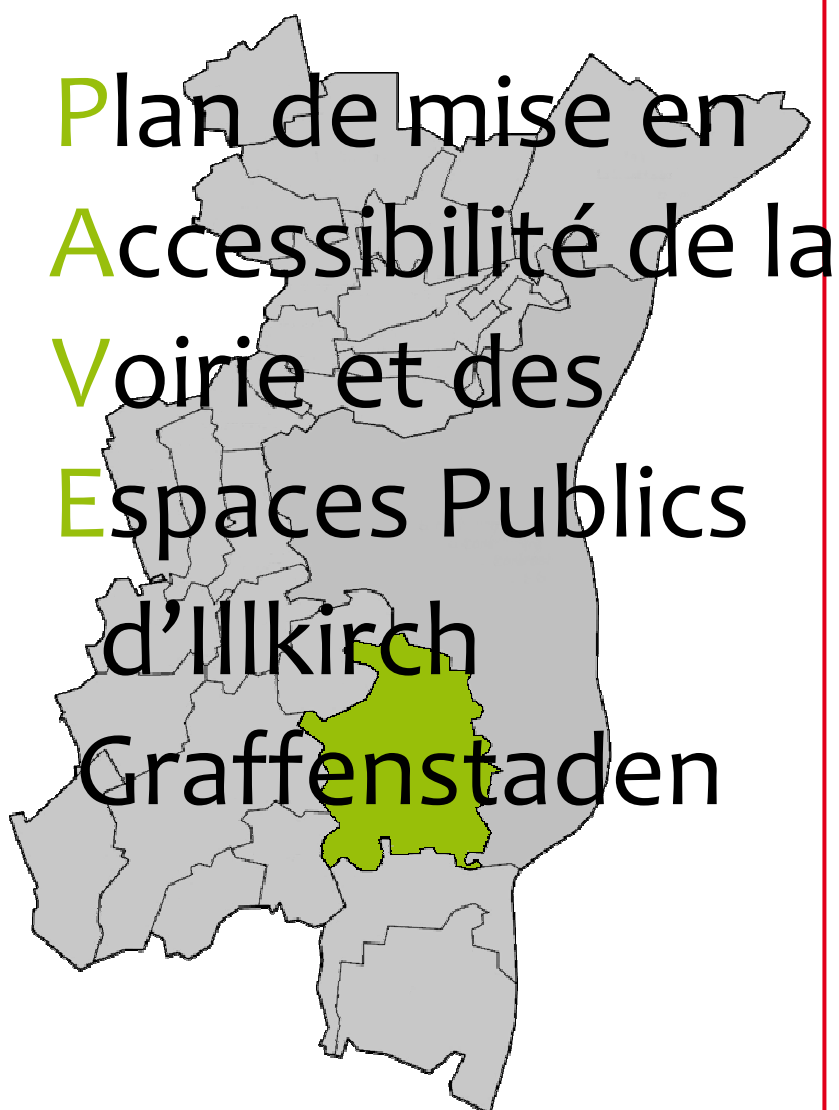 Plan de mise en
Accessibilité de la
Voirie et des
Espaces Publics
d’Illkirch
Graffenstaden